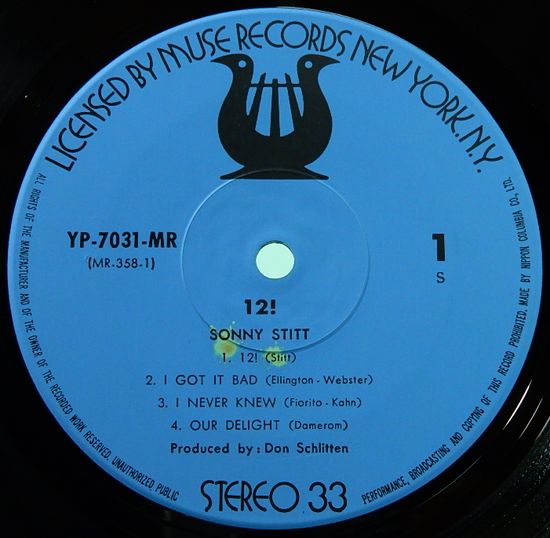 LICENSED BY MUSE RECORDS NEW YORK. N.Y.
YP-7031-MR
(MR-358-1)
1
S
12!
SONNY STITT
1. 12! (Stitt)
2. I GOT IT BAD (Ellington - Webster)
3. I NEVER KNEW (Fiorito - Kahn)
4. OUR DELIGHT (Damerom)
Produced by : Don Schlitten
STEREO 33
ALL RIGHTS OF THE MANUFACTURER AND OF THE OWNER OF THE RECORDED WORK RESERVED. UNAUTHORIZED PUBLIC PERFORMANCE, BROADCASTING AND COPYING OF THIS RECORD PROHIBITED. MADE BY NIPPON COLUMBIA CO., LTD.